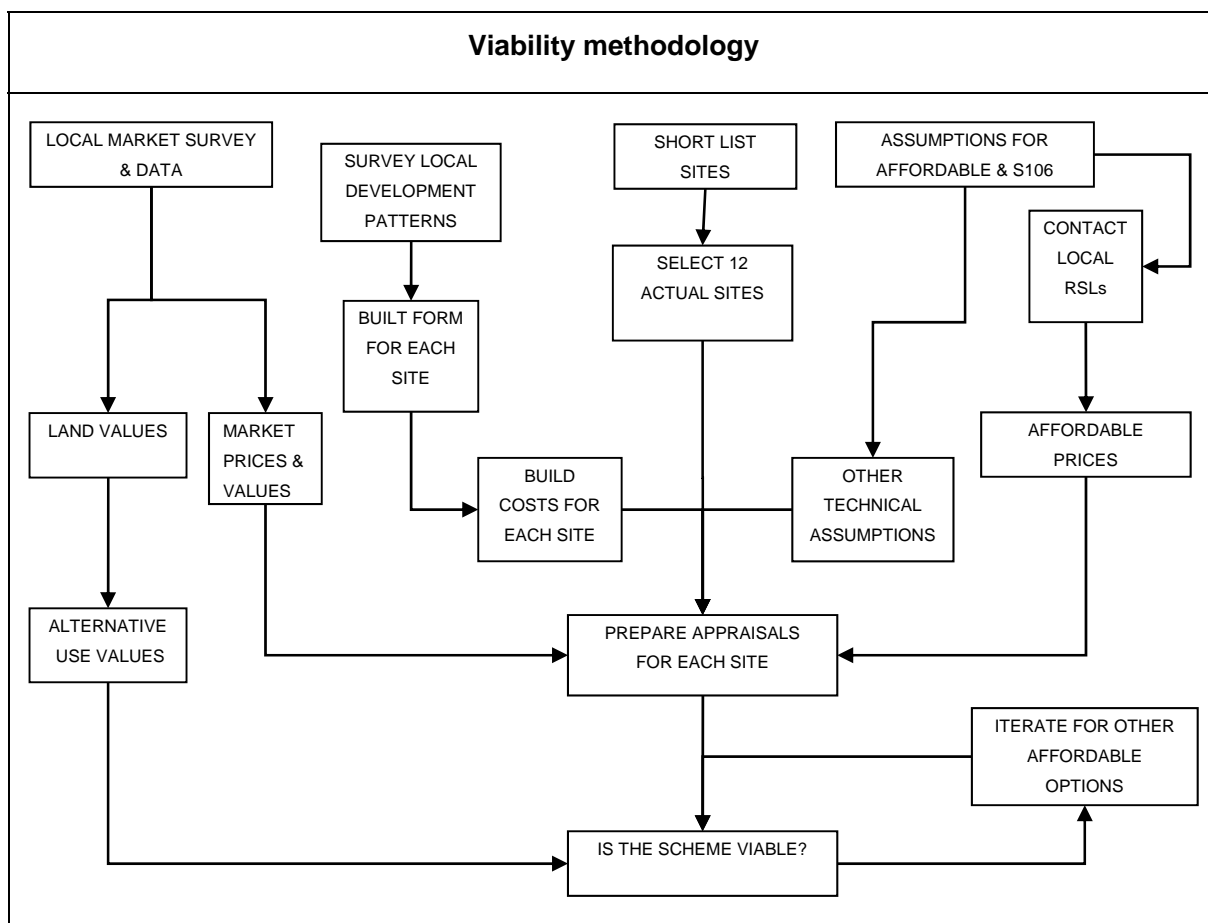 Viability methodology
LOCAL MARKET SURVEY
& DATA
SURVEY LOCAL
DEVELOPMENT
PATTERNS
SHORT LIST
SITES
ASSUMPTIONS FOR
AFFORDABLE & S106
CONTACT
LOCAL
RSLs
SELECT 12
ACTUAL SITES
BUILT FORM
FOR EACH
SITE
LAND VALUES
MARKET
PRICES &
VALUES
BUILD
COSTS FOR
EACH SITE
OTHER
TECHNICAL
ASSUMPTIONS
AFFORDABLE
PRICES
ALTERNATIVE
USE VALUES
PREPARE APPRAISALS
FOR EACH SITE
ITERATE FOR OTHER
AFFORDABLE
OPTIONS
IS THE SCHEME VIABLE?